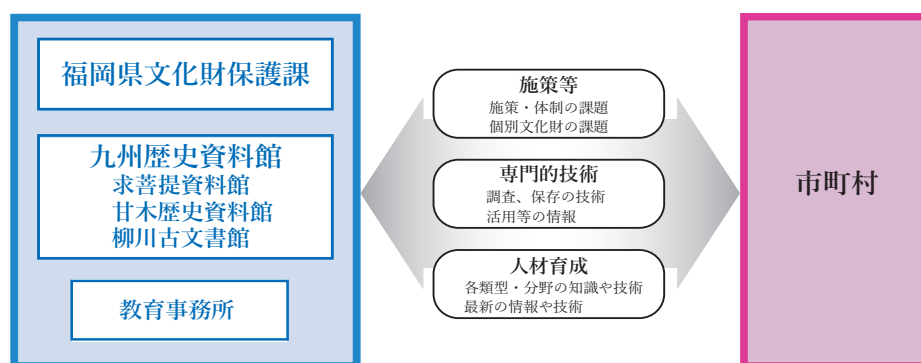 福岡県文化財保護課
九州歴史資料館
求菩提資料館
甘木歴史資料館
柳川古文書館
教育事務所
施策等
施策・体制の課題
個別文化財の課題
専門的技術
調査、保存の技術
活用等の情報
人材育成
各類型・分野の知識や技術
最新の情報や技術
市町村